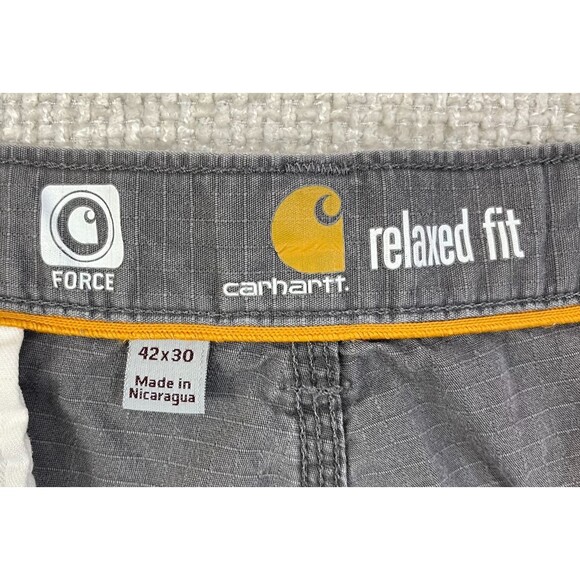 FORCE
carhartt.
relaxed fit
42x30
Made in
Nicaragua